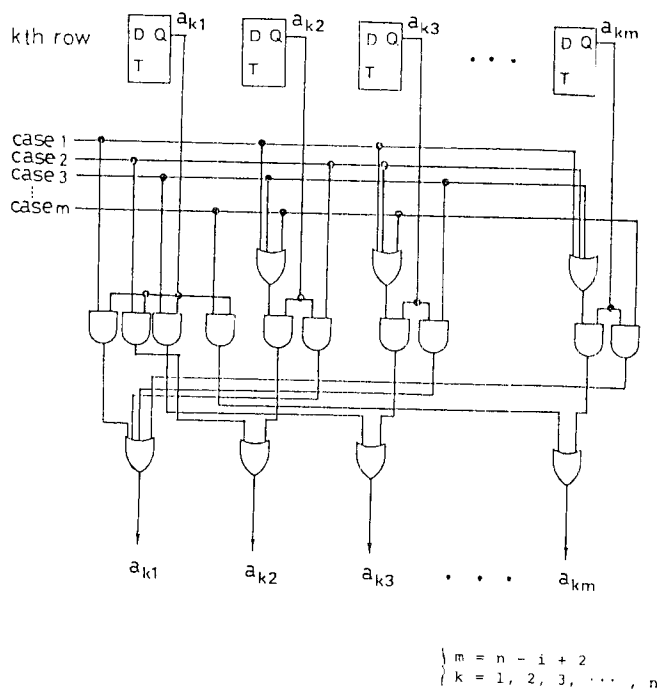 kth row
D Q
T
a_k1
D Q
T
a_k2
D Q
T
a_k3
. . .
D Q
T
a_km
case 1
case 2
case 3
⋮
case m
a_k1
a_k2
a_k3
. . .
a_km
m = n - i + 2
k = 1, 2, 3, ..., n